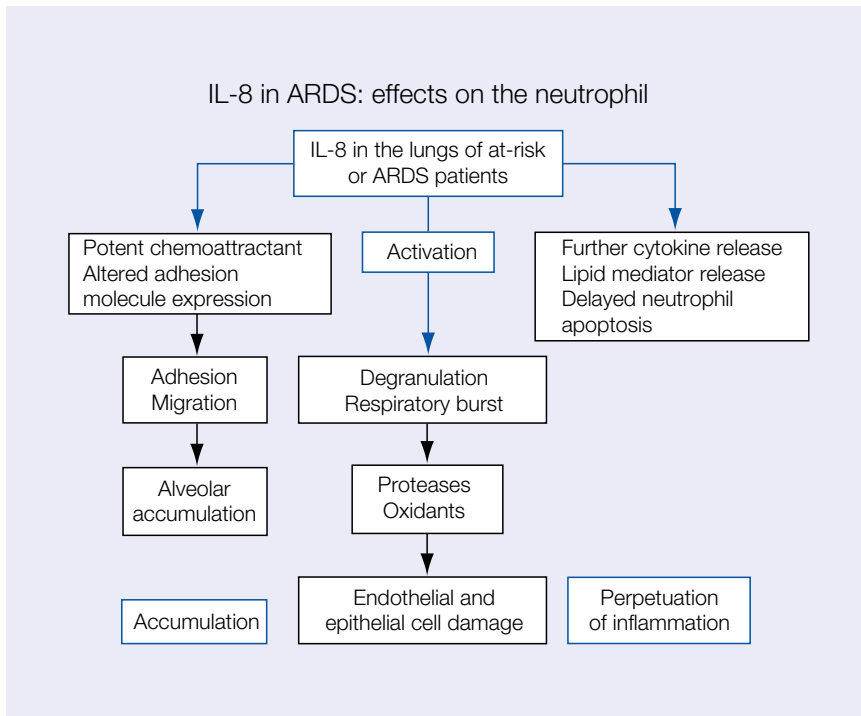 IL-8 in ARDS: effects on the neutrophil
IL-8 in the lungs of at-risk
or ARDS patients
Potent chemoattractant
Altered adhesion
molecule expression
Activation
Further cytokine release
Lipid mediator release
Delayed neutrophil
apoptosis
Adhesion
Migration
Degranulation
Respiratory burst
Alveolar
accumulation
Proteases
Oxidants
Accumulation
Endothelial and
epithelial cell damage
Perpetuation
of inflammation